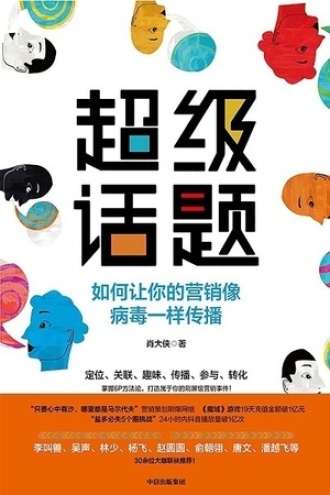 超级
话题
如何让你的营销像
病毒一样传播
肖大侠◎著
定位、关联、趣味、传播、参与、转化
掌握6P方法论，打造属于你的刷屏级营销事件！
“只要心中有沙，哪里都是马尔代夫”营销策划刷爆网络 《魔域》游戏19天充值金额破1亿元
“盐多必失5个圈挑战”24小时内抖音播放量破1亿次
李叫兽、吴声、林少、杨飞、赵圆圆、俞朝翎、唐文、潘越飞等
30余位大咖联袂推荐！
中信出版集团